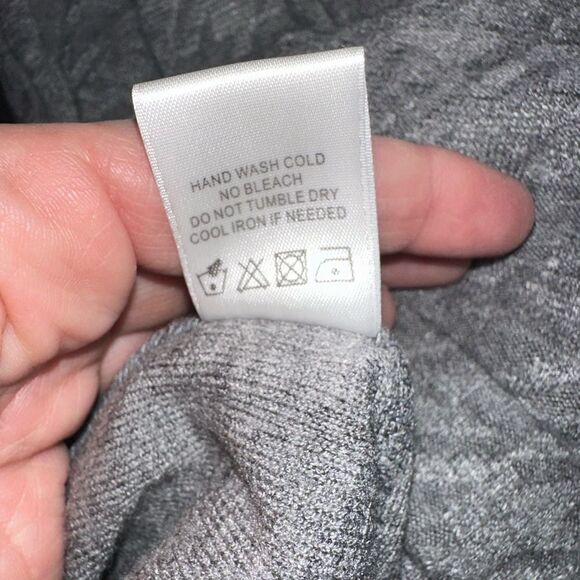 HAND WASH COLD
NO BLEACH
DO NOT TUMBLE DRY
COOL IRON IF NEEDED